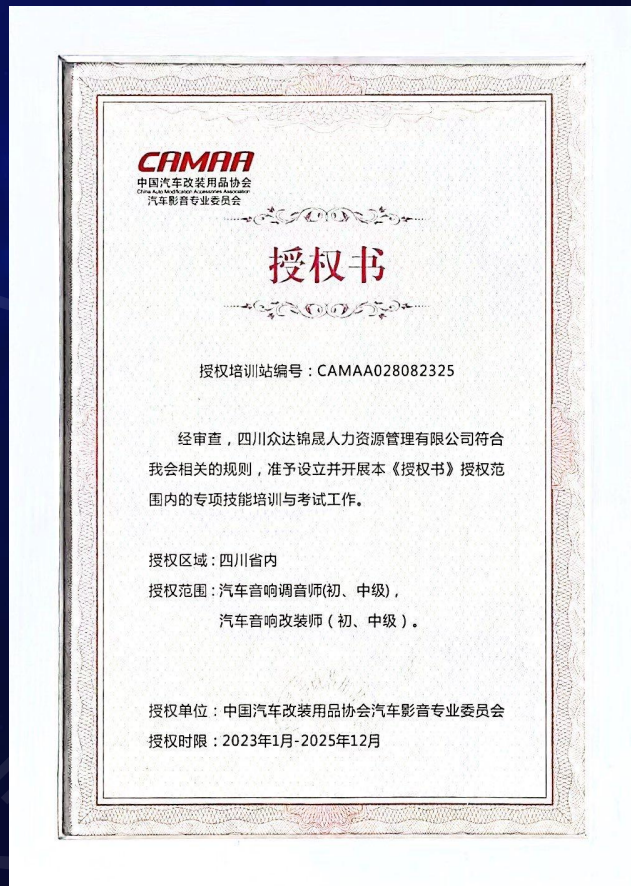 CAMAA
中国汽车改装用品协会
China Auto Modification Accessories Association
汽车影音专业委员会
授权书
授权培训站编号：CAMAA028082325
经审查，四川众达锦晟人力资源管理有限公司符合
我会相关的规则，准予设立并开展本《授权书》授权范
围内的专项技能培训与考试工作。
授权区域：四川省内
授权范围：汽车音响调音师(初、中级)，
汽车音响改装师（初、中级）。
授权单位：中国汽车改装用品协会汽车影音专业委员会
授权时限：2023年1月-2025年12月